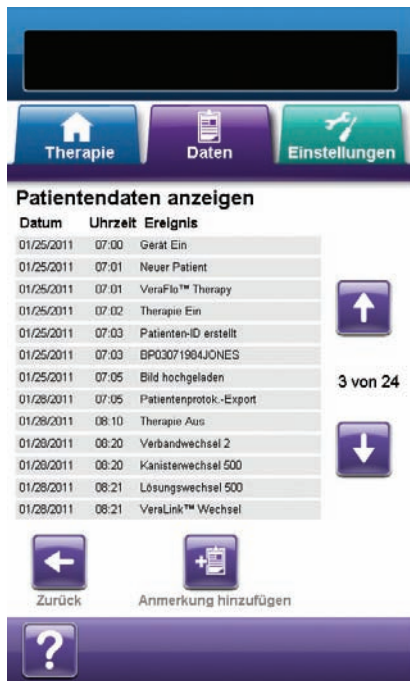 Therapie Daten Einstellungen
Patientendaten anzeigen
Datum Uhrzeit Ereignis
01/25/2011 07:00 Gerät Ein
01/25/2011 07:01 Neuer Patient
01/25/2011 07:01 VeraFlo™ Therapy
01/25/2011 07:02 Therapie Ein
01/25/2011 07:03 Patienten-ID erstellt
01/25/2011 07:03 BP03071984JONES
01/25/2011 07:05 Bild hochgeladen
01/28/2011 07:05 Patientenprotok.-Export
01/28/2011 08:10 Therapie Aus
01/28/2011 08:20 Verbandwechsel 2
01/28/2011 08:20 Kanisterwechsel 500
01/28/2011 08:21 Lösungswechsel 500
01/28/2011 08:21 VeraLink™ Wechsel
3 von 24
Zurück Anmerkung hinzufügen
?